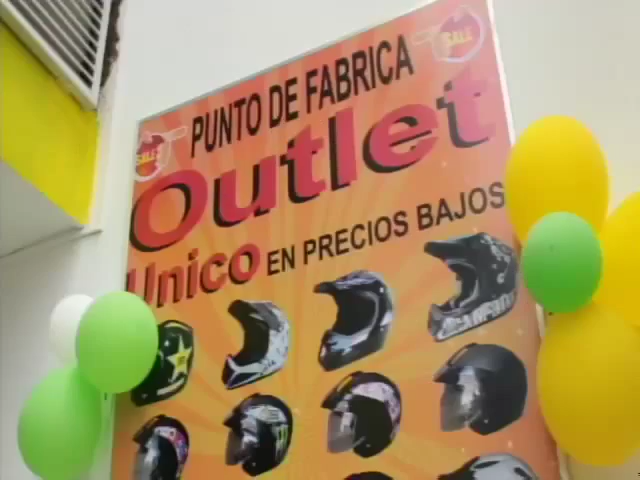 SALE
PUNTO DE FABRICA
SALE
Outlet
Unico EN PRECIOS BAJOS